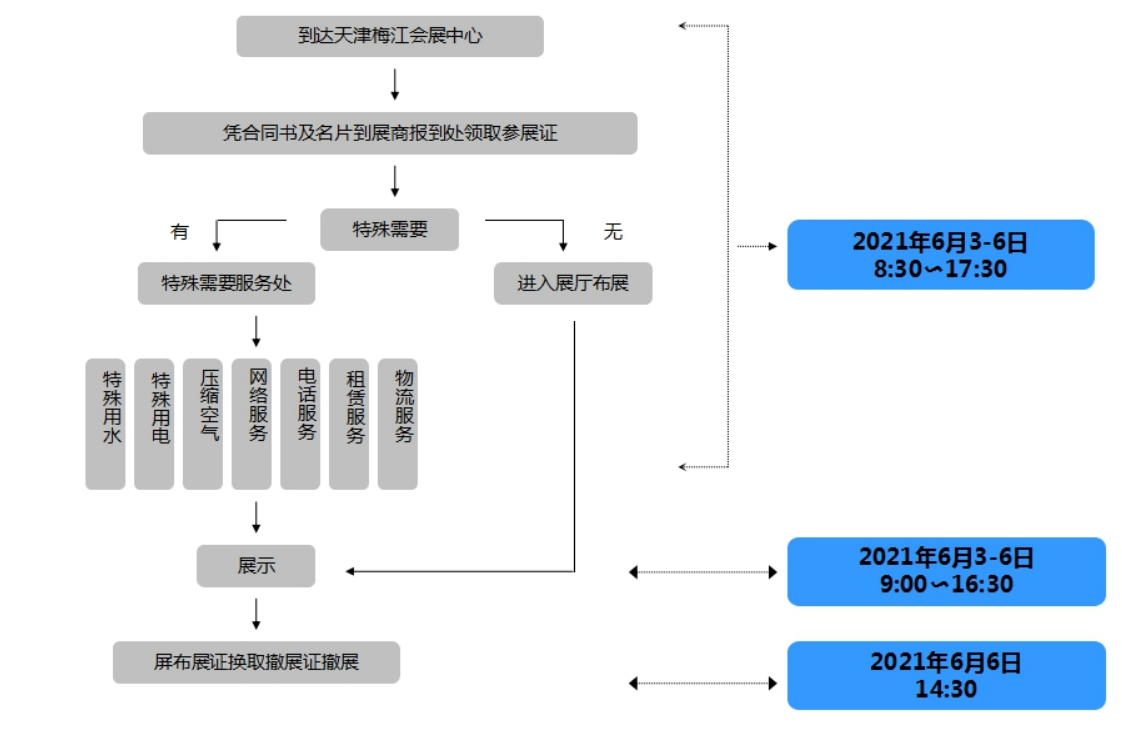 到达天津梅江会展中心
凭合同书及名片到展商报到处领取参展证
特殊需要
有
无
2021年6月3-6日
8:30～17:30
特殊需要服务处
进入展厅布展
特殊用水
特殊用电
压缩空气
网络服务
电话服务
租赁服务
物流服务
展示
2021年6月3-6日
9:00～16:30
屏布展证换取撤展证撤展
2021年6月6日
14:30